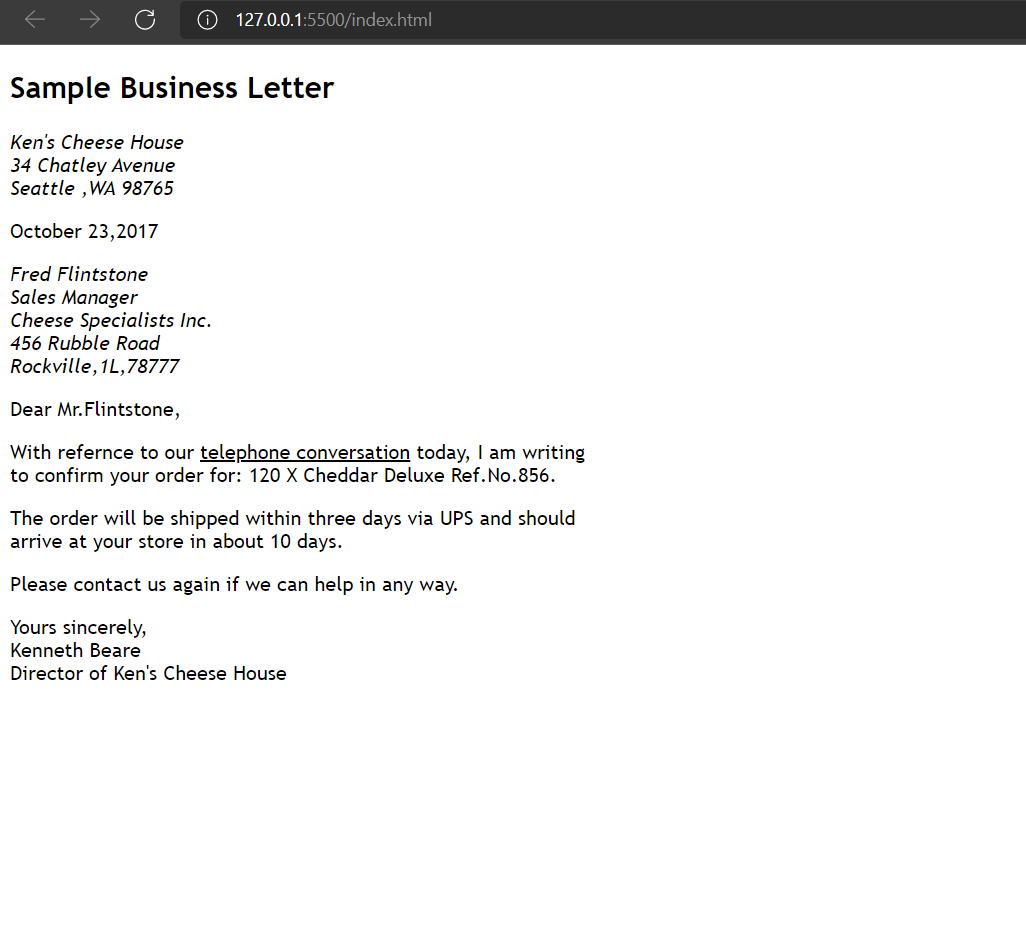 127.0.0.1:5500/index.html
Sample Business Letter
Ken's Cheese House
34 Chatley Avenue
Seattle ,WA 98765
October 23,2017
Fred Flintstone
Sales Manager
Cheese Specialists Inc.
456 Rubble Road
Rockville,1L,78777
Dear Mr.Flintstone,
With refernce to our telephone conversation today, I am writing
to confirm your order for: 120 X Cheddar Deluxe Ref.No.856.
The order will be shipped within three days via UPS and should
arrive at your store in about 10 days.
Please contact us again if we can help in any way.
Yours sincerely,
Kenneth Beare
Director of Ken's Cheese House